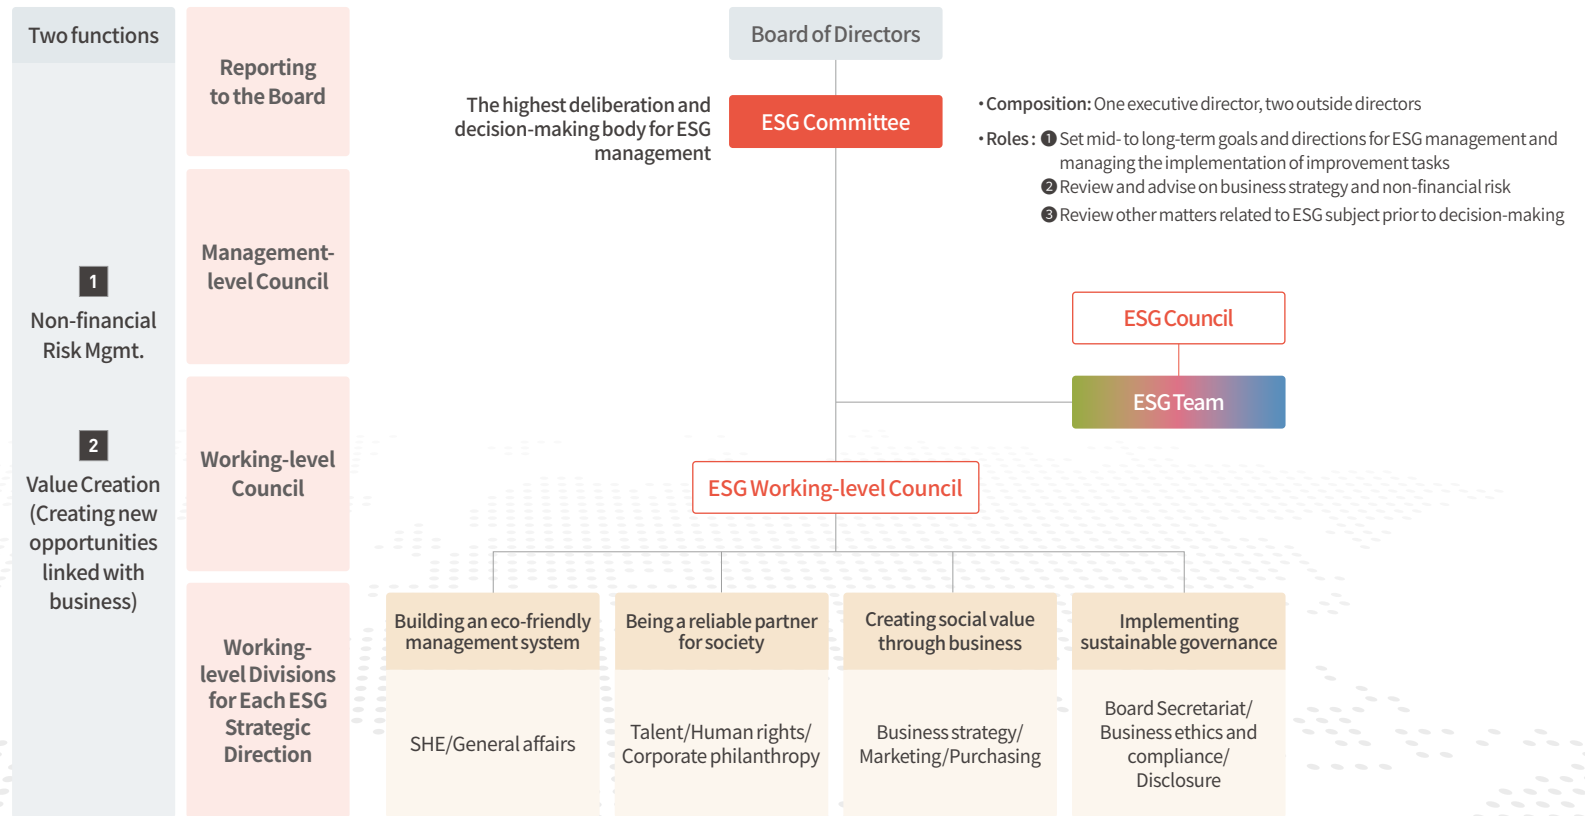 Two functions
1
Non-financial
Risk Mgmt.
2
Value Creation
(Creating new
opportunities
linked with
business)
Reporting
to the Board
Management-
level Council
Working-level
Council
Working-
level Divisions
for Each ESG
Strategic
Direction
Board of Directors
The highest deliberation and
decision-making body for ESG
management
ESG Committee
• Composition: One executive director, two outside directors
• Roles : ❶ Set mid- to long-term goals and directions for ESG management and
managing the implementation of improvement tasks
❷ Review and advise on business strategy and non-financial risk
❸ Review other matters related to ESG subject prior to decision-making
ESG Council
ESG Team
ESG Working-level Council
Building an eco-friendly
management system
SHE/General affairs
Being a reliable partner
for society
Talent/Human rights/
Corporate philanthropy
Creating social value
through business
Business strategy/
Marketing/Purchasing
Implementing
sustainable governance
Board Secretariat/
Business ethics and
compliance/
Disclosure